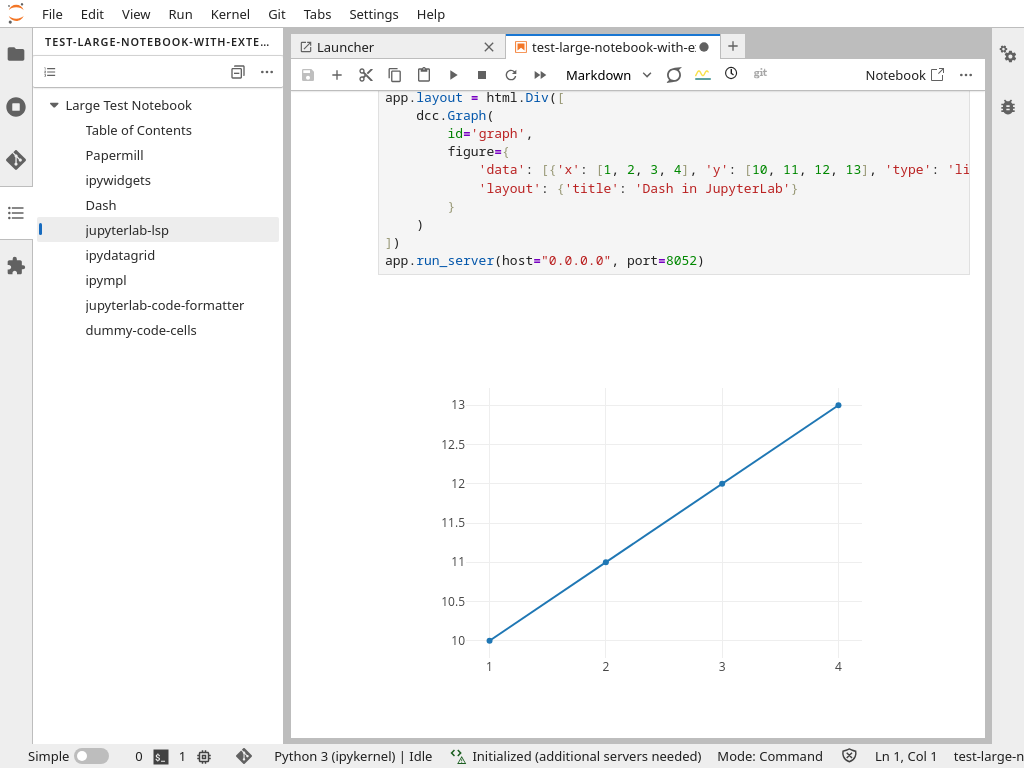 File Edit View Run Kernel Git Tabs Settings Help
TEST-LARGE-NOTEBOOK-WITH-EXTE…
Launcher
test-large-notebook-with-e
Markdown
git
Notebook
Large Test Notebook
Table of Contents
Papermill
ipywidgets
Dash
jupyterlab-lsp
ipydatagrid
ipympl
jupyterlab-code-formatter
dummy-code-cells
app.layout = html.Div([
dcc.Graph(
id='graph',
figure={
'data': [{'x': [1, 2, 3, 4], 'y': [10, 11, 12, 13], 'type': 'li
'layout': {'title': 'Dash in JupyterLab'}
}
)
])
app.run_server(host="0.0.0.0", port=8052)
13
12.5
12
11.5
11
10.5
10
1 2 3 4
Simple 0 $_ 1 Python 3 (ipykernel) | Idle Initialized (additional servers needed) Mode: Command Ln 1, Col 1 test-large-n